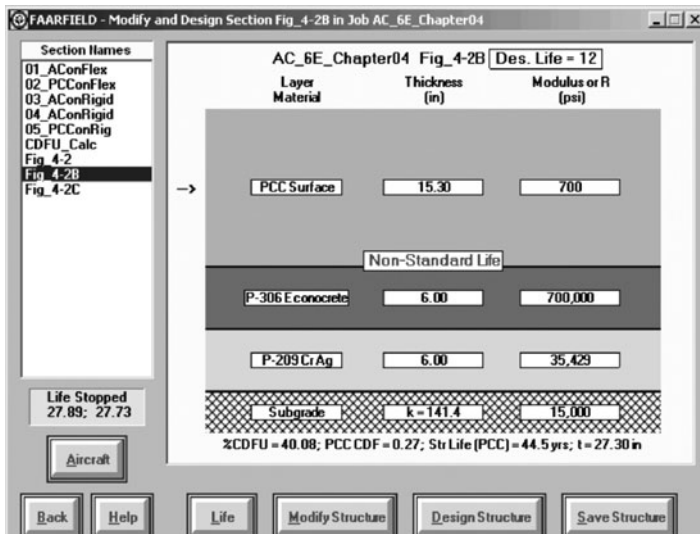 FAARFIELD - Modify and Design Section Fig_4-2B in Job AC_6E_Chapter04
Section Names
01_AConFlex
02_PCConFlex
03_AConRigid
04_AConRigid
05_PCConRig
CDFU_Calc
Fig_4-2
Fig_4-2B
Fig_4-2C
Life Stopped
27.89; 27.73
Aircraft
Back
Help
AC_6E_Chapter04 Fig_4-2B Des. Life = 12
Layer Material
Thickness (in)
Modulus or R (psi)
-> PCC Surface 15.30 700
Non-Standard Life
P-306 Econocrete 6.00 700,000
P-209 CrAg 6.00 35,429
Subgrade k = 141.4 15,000
%CDFU = 40.08; PCC CDF = 0.27; Str Life (PCC) = 44.5 yrs; t = 27.30 in
Life
Modify Structure
Design Structure
Save Structure